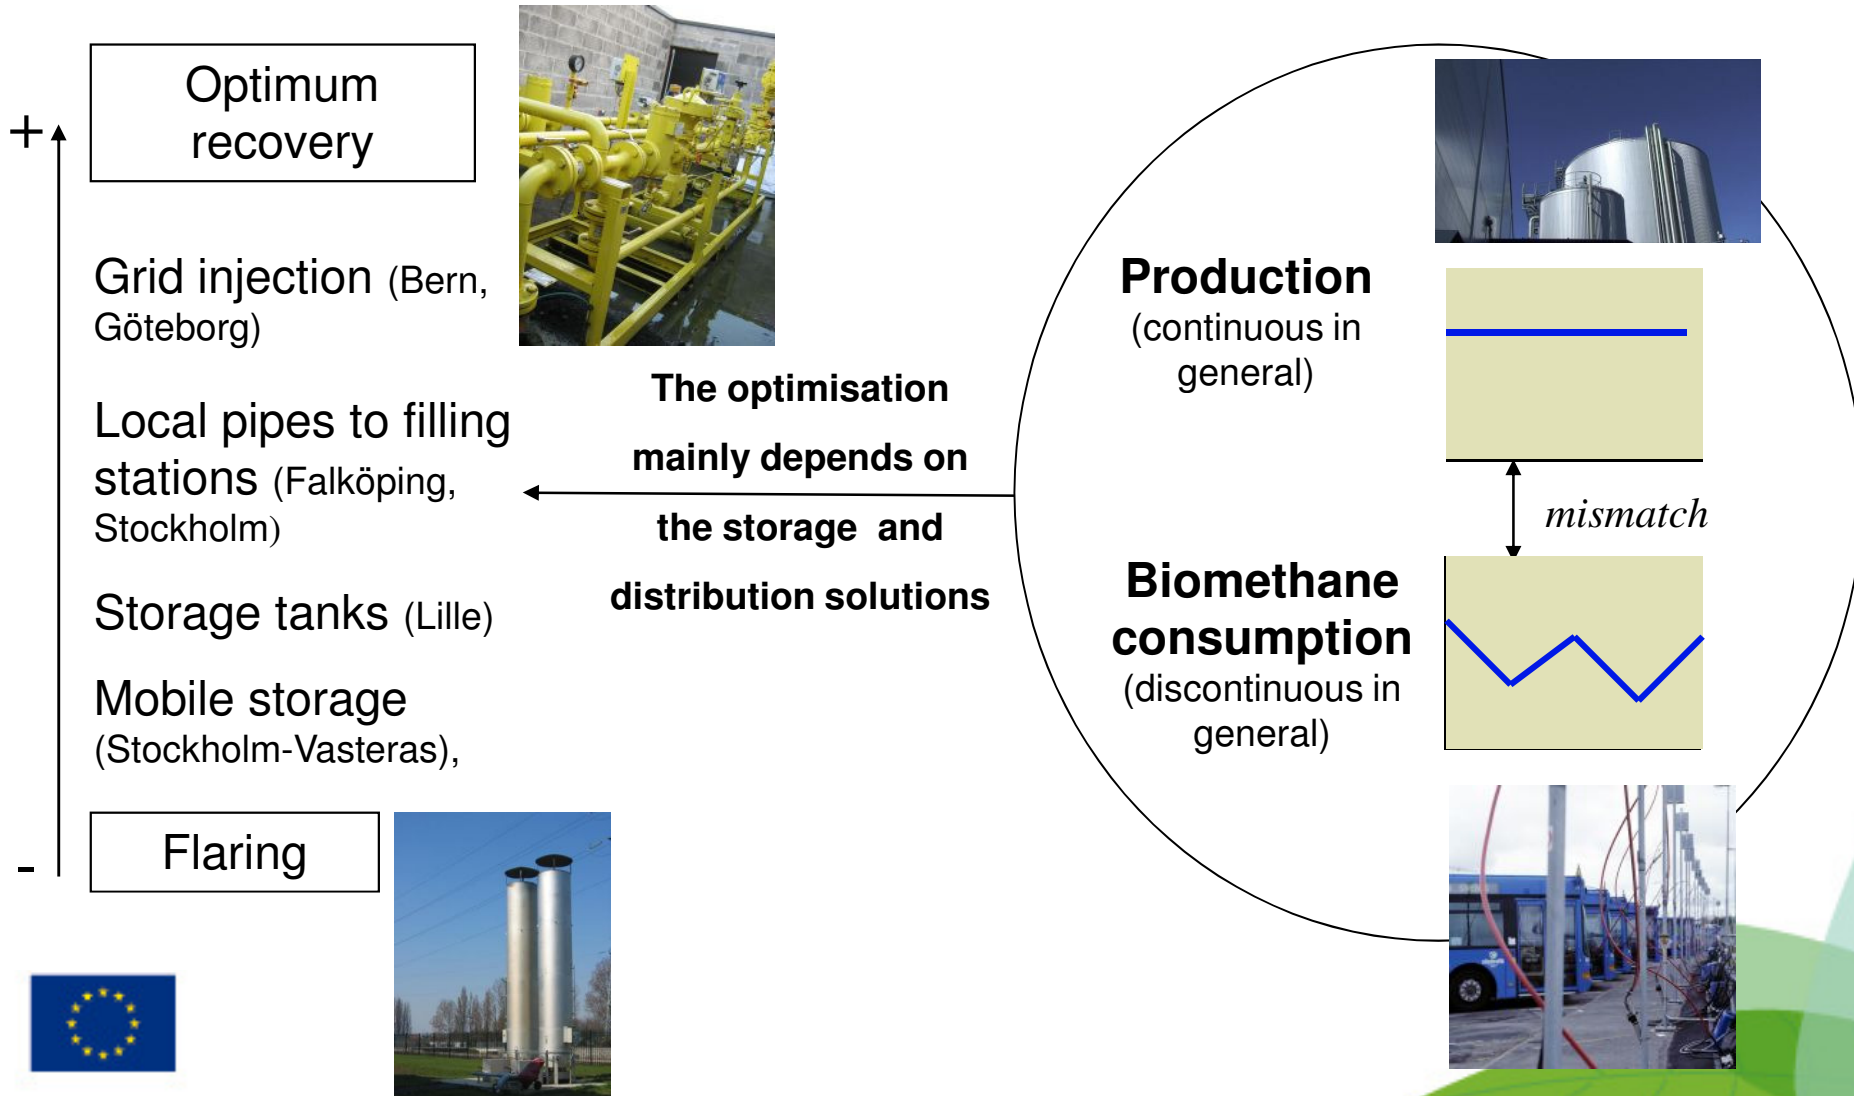 +
Optimum
recovery
Grid injection (Bern,
Göteborg)
Local pipes to filling
stations (Falköping,
Stockholm)
Storage tanks (Lille)
Mobile storage
(Stockholm-Vasteras),
-
Flaring
The optimisation
mainly depends on
the storage and
distribution solutions
Production
(continuous in
general)
mismatch
Biomethane
consumption
(discontinuous in
general)